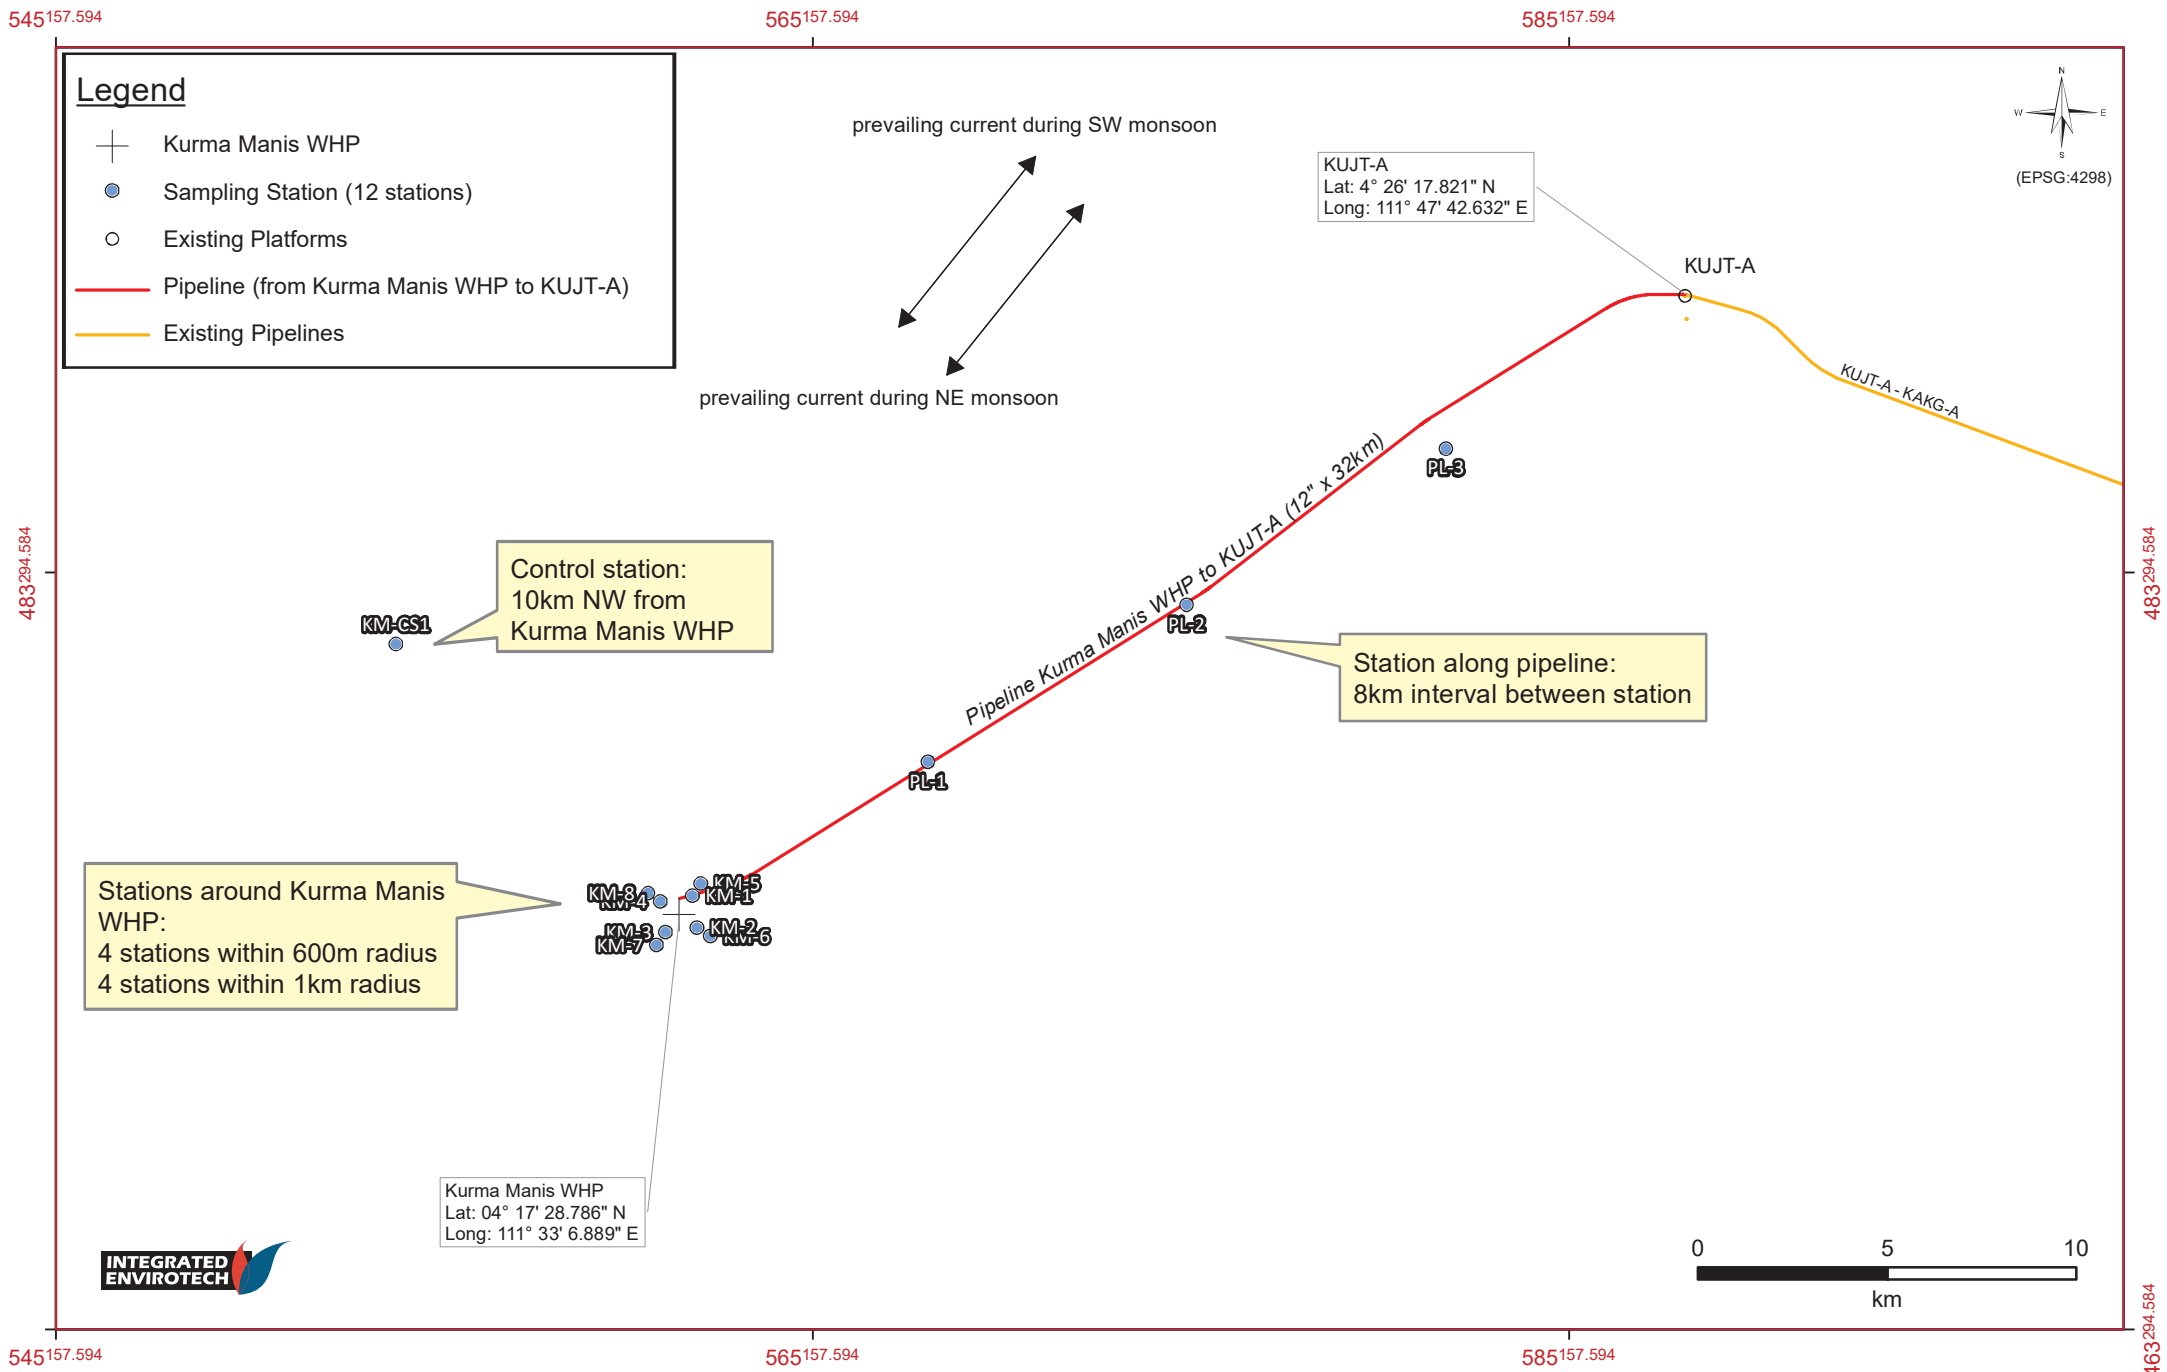 545157.594
565157.594
585157.594
Legend
Kurma Manis WHP
Sampling Station (12 stations)
Existing Platforms
Pipeline (from Kurma Manis WHP to KUJT-A)
Existing Pipelines
prevailing current during SW monsoon
prevailing current during NE monsoon
N
W
E
S
(EPSG:4298)
KUJT-A
Lat: 4° 26' 17.821" N
Long: 111° 47' 42.632" E
KUJT-A
KUJT-A - KAKG-A
PL-3
Pipeline Kurma Manis WHP to KUJT-A (12" x 32km)
483294.584
483294.584
Control station:
10km NW from
Kurma Manis WHP
KM-CS1
PL-2
Station along pipeline:
8km interval between station
PL-1
Stations around Kurma Manis
WHP:
4 stations within 600m radius
4 stations within 1km radius
KM-8
KM-4
KM-5
KM-1
KM-3
KM-7
KM-2
KM-6
Kurma Manis WHP
Lat: 04° 17' 28.786" N
Long: 111° 33' 6.889" E
INTEGRATED
ENVIROTECH
0
5
10
km
463294.584
545157.594
565157.594
585157.594